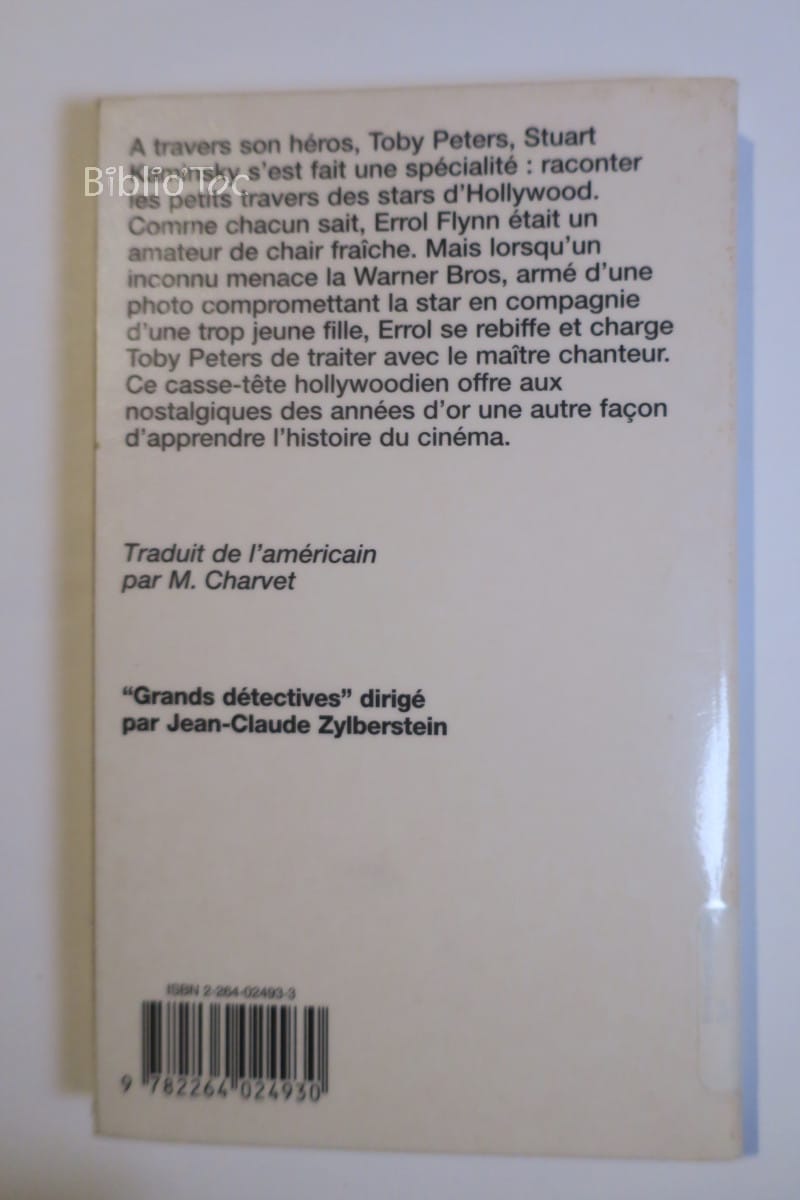 A travers son héros, Toby Peters, Stuart
Kaminsky s'est fait une spécialité : raconter
les petits travers des stars d'Hollywood.
Comme chacun sait, Errol Flynn était un
amateur de chair fraîche. Mais lorsqu'un
inconnu menace la Warner Bros, armé d'une
photo compromettant la star en compagnie
d'une trop jeune fille, Errol se rebiffe et charge
Toby Peters de traiter avec le maître chanteur.
Ce casse-tête hollywoodien offre aux
nostalgiques des années d'or une autre façon
d'apprendre l'histoire du cinéma.
Biblio'Toc
Traduit de l'américain
par M. Charvet
"Grands détectives" dirigé
par Jean-Claude Zylberstein
ISBN 2-264-02493-3
9 782264 024930